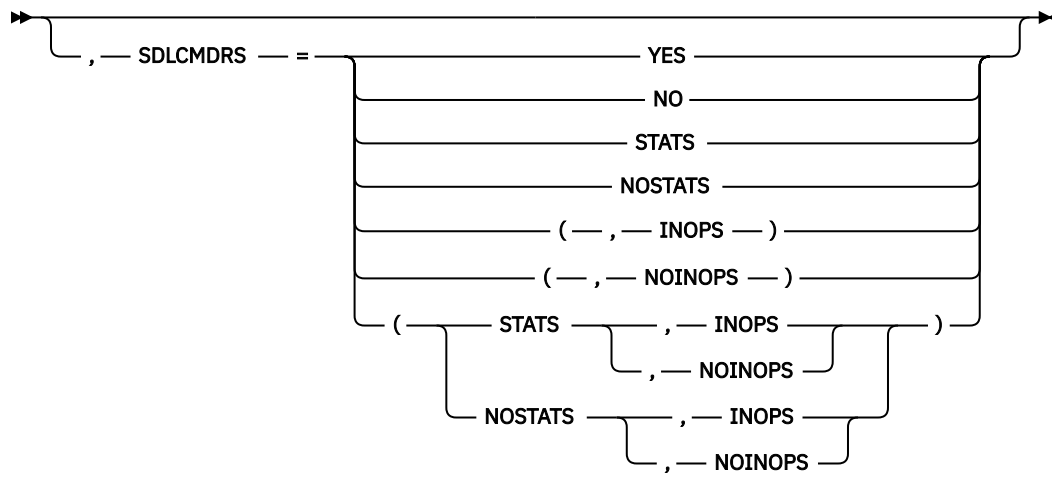 , SDLCMDRS = YES
NO
STATS
NOSTATS
( , INOPS )
( , NOINOPS )
( STATS , INOPS )
, NOINOPS
NOSTATS , INOPS
, NOINOPS